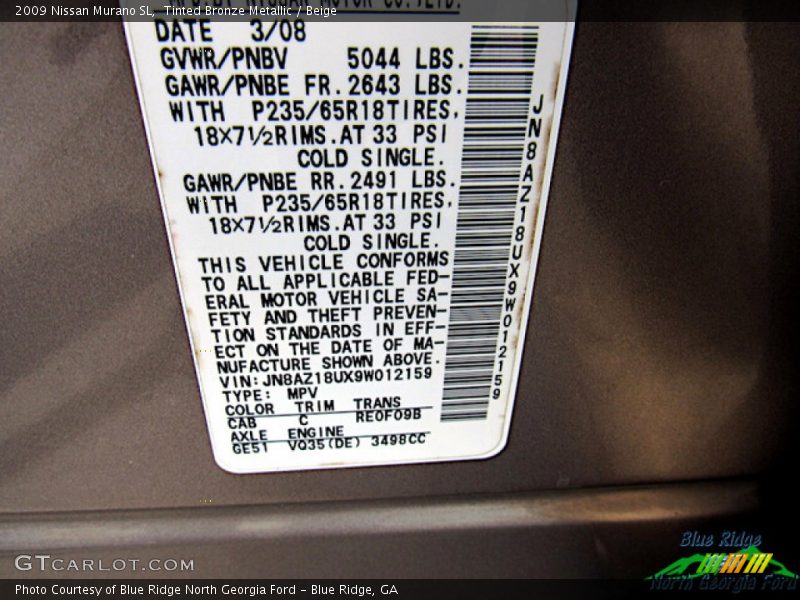 2009 Nissan Murano SL, Tinted Bronze Metallic / Beige
DATE 3/08
GVWR/PNBV 5044 LBS.
GAWR/PNBE FR. 2643 LBS.
WITH P235/65R18TIRES,
18X7½RIMS.AT 33 PSI
COLD SINGLE.
GAWR/PNBE RR. 2491 LBS.
WITH P235/65R18TIRES,
18X7½RIMS.AT 33 PSI
COLD SINGLE.
THIS VEHICLE CONFORMS
TO ALL APPLICABLE FED-
ERAL MOTOR VEHICLE SA-
FETY AND THEFT PREVEN-
TION STANDARDS IN EFF-
ECT ON THE DATE OF MA-
NUFACTURE SHOWN ABOVE.
VIN:JN8AZ18UX9W012159
TYPE: MPV
COLOR TRIM TRANS
CAB C RE0F09B
AXLE ENGINE
GE51 VQ35(DE) 3498CC
JN8AZ18UX9W012159
GTCARLOT.COM
Blue Ridge
North Georgia Ford
Photo Courtesy of Blue Ridge North Georgia Ford - Blue Ridge, GA